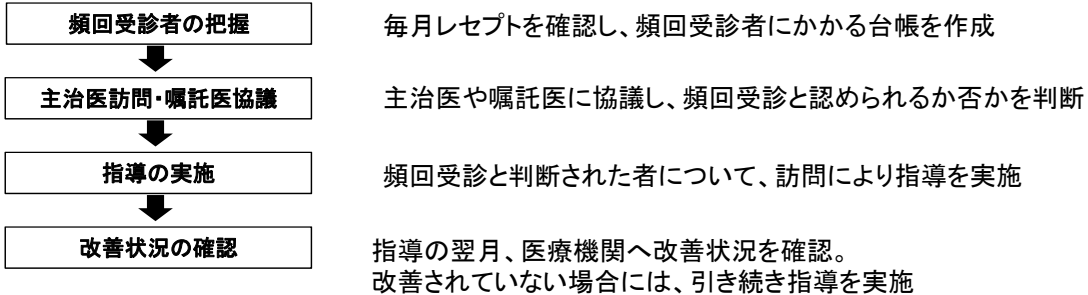 頻回受診者の把握
毎月レセプトを確認し、頻回受診者にかかる台帳を作成
主治医訪問・嘱託医協議
主治医や嘱託医に協議し、頻回受診と認められるか否かを判断
指導の実施
頻回受診と判断された者について、訪問により指導を実施
改善状況の確認
指導の翌月、医療機関へ改善状況を確認。
改善されていない場合には、引き続き指導を実施